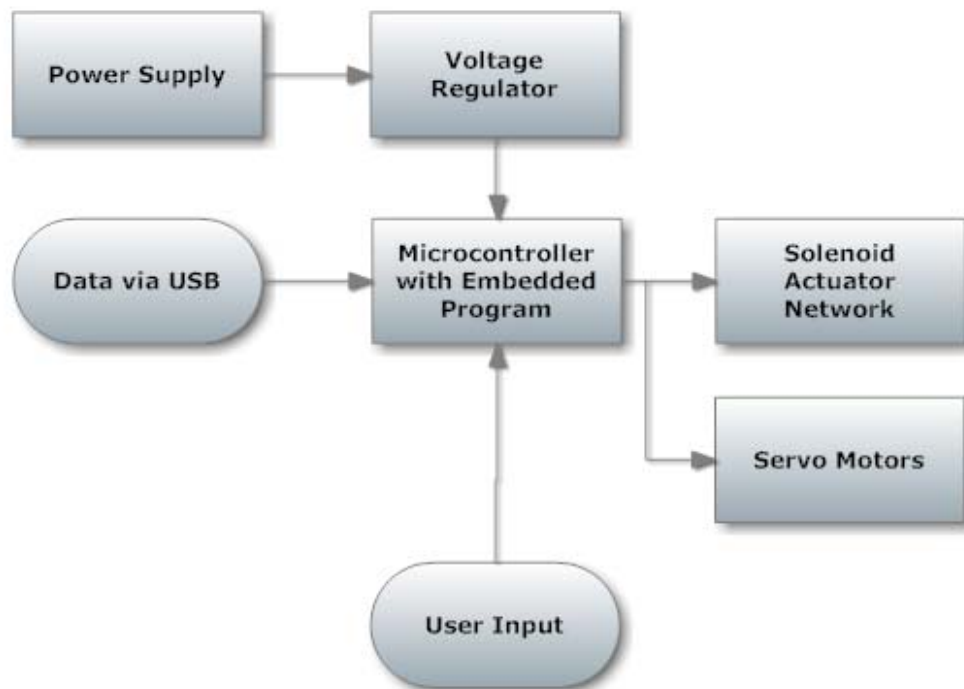 Power Supply
Voltage
Regulator
Data via USB
Microcontroller
with Embedded
Program
Solenoid
Actuator
Network
Servo Motors
User Input